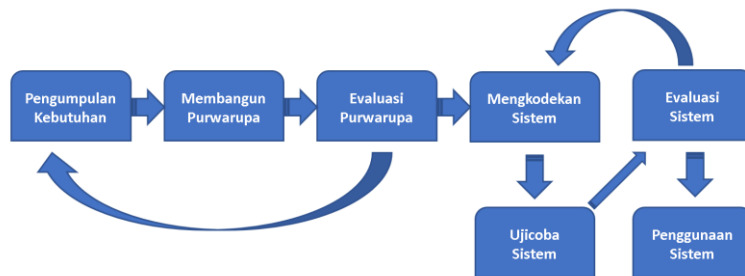 Pengumpulan
Kebutuhan
Membangun
Purwarupa
Evaluasi
Purwarupa
Mengkodekan
Sistem
Evaluasi
Sistem
Ujicoba
Sistem
Penggunaan
Sistem